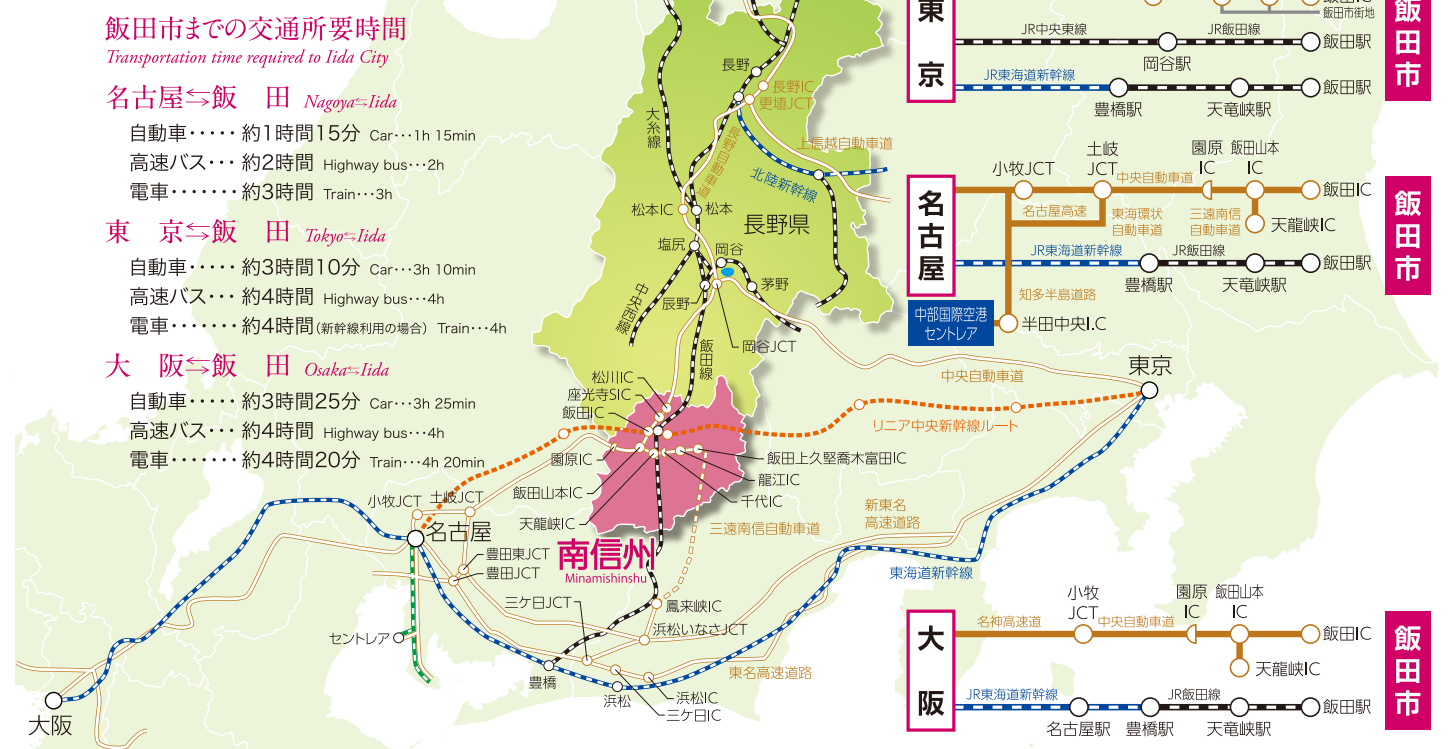 飯田市までの交通所要時間
Transportation time required to Iida City
名古屋⇆飯 田 Nagoya⇆Iida
自動車‥‥‥約1時間15分 Car…1h 15min
高速バス…約2時間 Highway bus…2h
電車‥‥‥‥約3時間 Train…3h
東 京⇆飯 田 Tokyo⇆Iida
自動車‥‥‥約3時間10分 Car…3h 10min
高速バス…約4時間 Highway bus…4h
電車‥‥‥‥約4時間(新幹線利用の場合) Train…4h
大 阪⇆飯 田 Osaka⇆Iida
自動車‥‥‥約3時間25分 Car…3h 25min
高速バス…約4時間 Highway bus…4h
電車‥‥‥‥約4時間20分 Train…4h 20min
長野
長野IC
更埴JCT
大糸線
長野自動車道
上信越自動車道
北陸新幹線
松本IC
松本
長野県
塩尻
岡谷
茅野
辰野
中央西線
飯田線
岡谷JCT
松川IC
座光寺SIC
飯田IC
園原IC
飯田山本IC
天龍峡IC
飯田上久堅喬木富田IC
龍江IC
千代IC
三遠南信自動車道
南信州
Minamishinshu
中央自動車道
リニア中央新幹線ルート
東京
新東名
高速道路
東海道新幹線
小牧JCT
土岐JCT
名古屋
豊田東JCT
豊田JCT
三ケ日JCT
鳳来峡IC
浜松いなさJCT
セントレア
東名高速道路
豊橋
浜松
浜松IC
三ケ日IC
大阪
東京
飯田市街地
JR中央東線
JR飯田線
岡谷駅
飯田駅
JR東海道新幹線
豊橋駅
天竜峡駅
飯田駅
飯田市
名古屋
小牧JCT
土岐
JCT
園原
IC
飯田山本
IC
中央自動車道
飯田IC
名古屋高速
東海環状
自動車道
三遠南信
自動車道
天龍峡IC
JR東海道新幹線
JR飯田線
豊橋駅
天竜峡駅
飯田駅
知多半島道路
中部国際空港
セントレア
半田中央I.C
飯田市
大阪
小牧
JCT
園原
IC
飯田山本
IC
名神高速道
中央自動車道
飯田IC
天龍峡IC
JR東海道新幹線
JR飯田線
名古屋駅
豊橋駅
天竜峡駅
飯田駅
飯田市